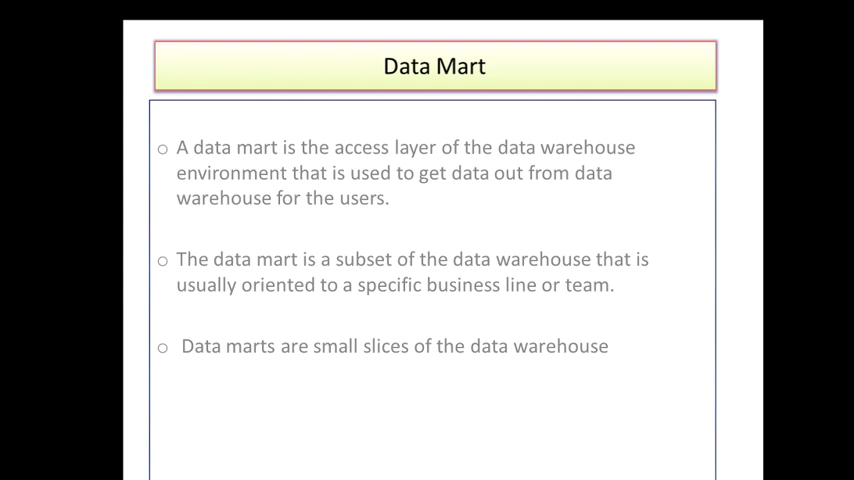 Data Mart
○ A data mart is the access layer of the data warehouse
environment that is used to get data out from data
warehouse for the users.
○ The data mart is a subset of the data warehouse that is
usually oriented to a specific business line or team.
○ Data marts are small slices of the data warehouse